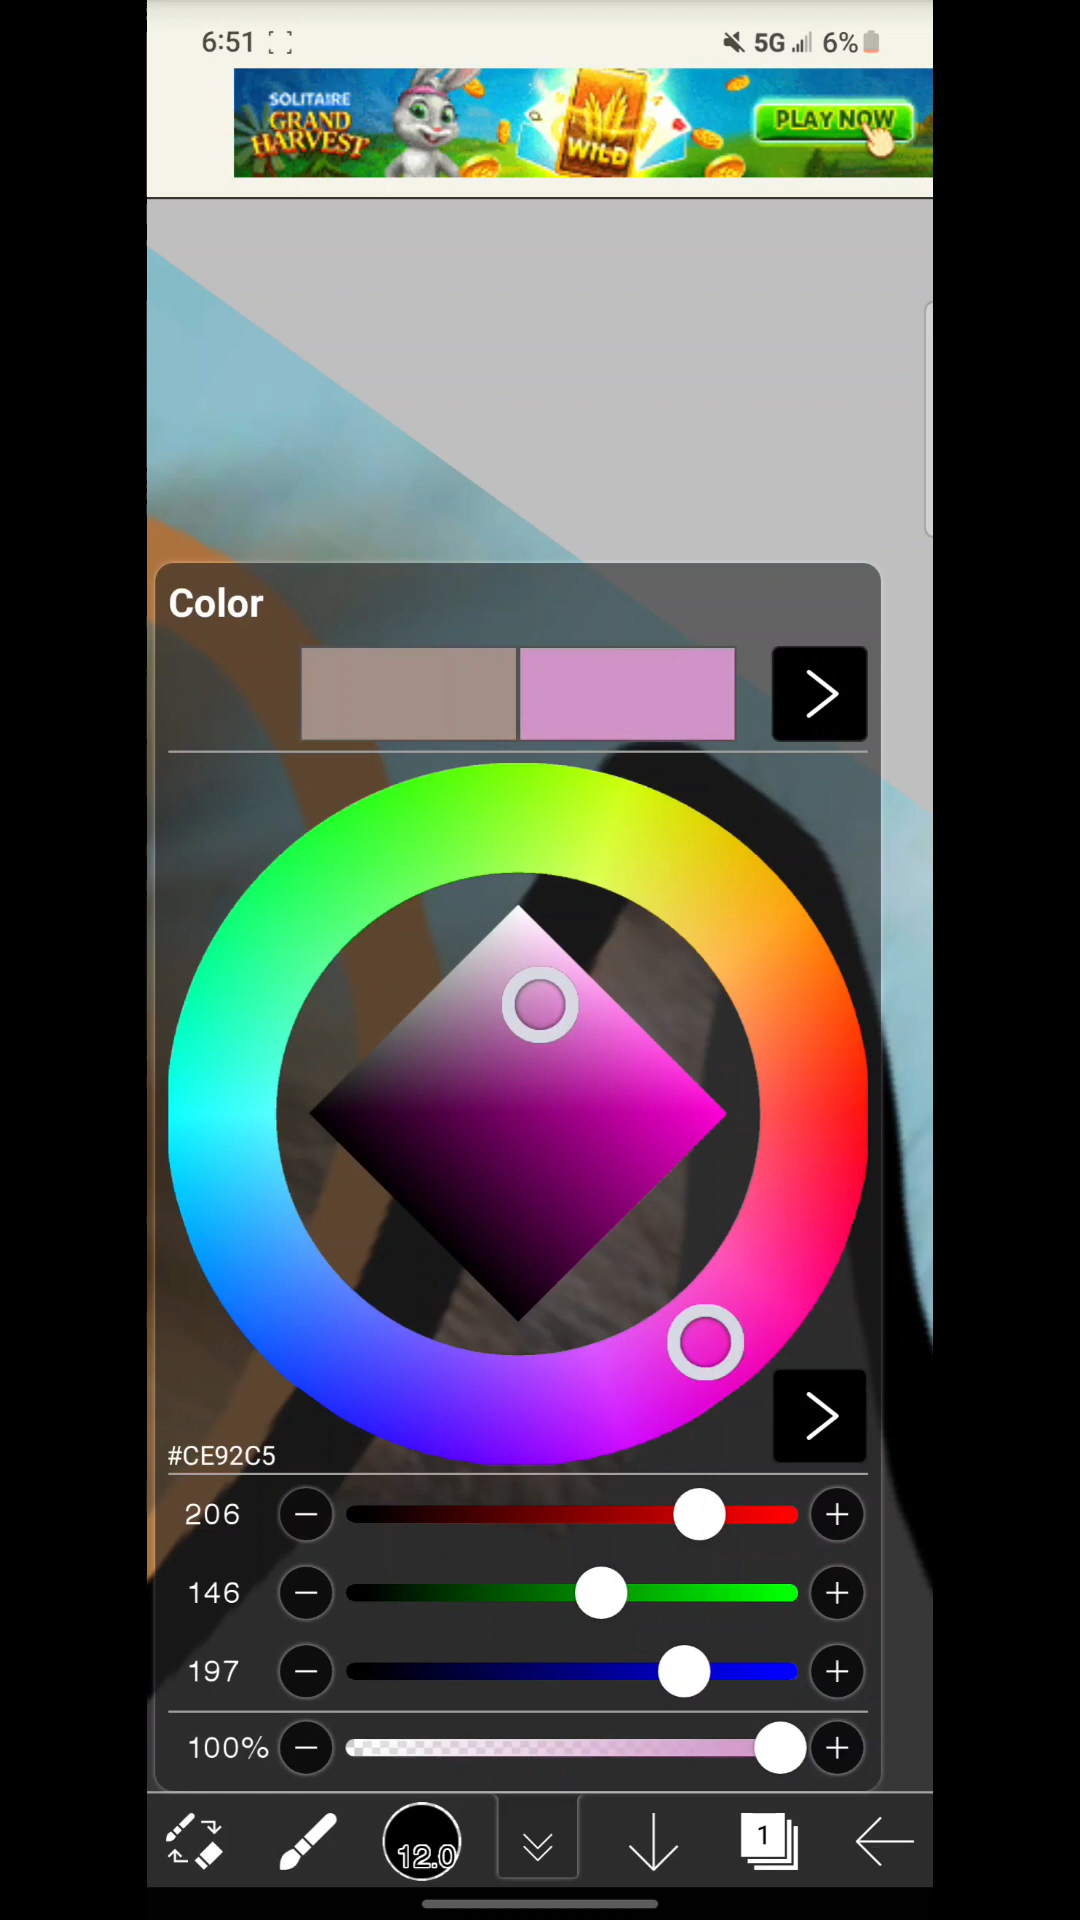 6:51 5G 6%
SOLITAIRE
GRAND
HARVEST
WILD
PLAY NOW
Color
#CE92C5
206
146
197
100%
12.0
1